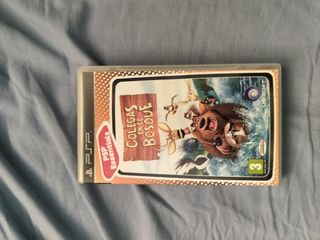 PSP
PSP
Essentials
COLEGAS
EN EL
BOSQUE
3